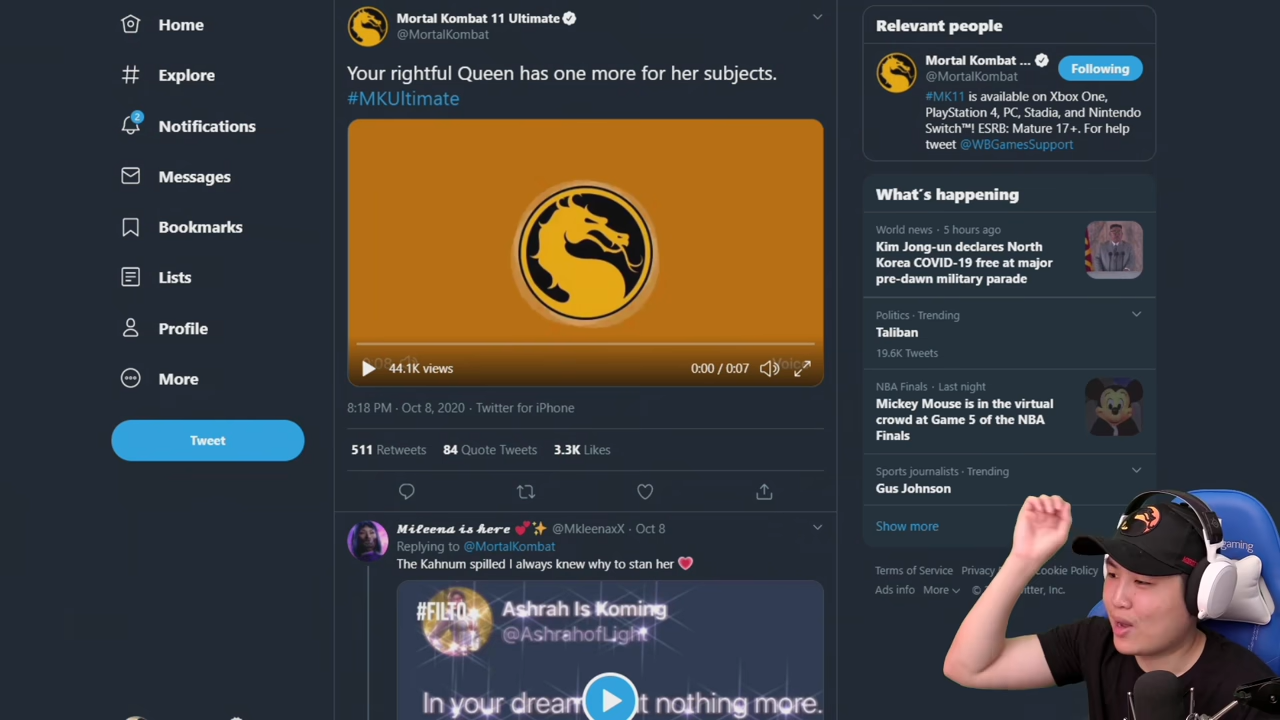 Home
Explore
2
Notifications
Messages
Bookmarks
Lists
Profile
More
Tweet
Mortal Kombat 11 Ultimate
@MortalKombat
Your rightful Queen has one more for her subjects.
#MKUltimate
44.1K views
0:00 / 0:07
8:18 PM · Oct 8, 2020 · Twitter for iPhone
511 Retweets 84 Quote Tweets 3.3K Likes
Mileena is here 💕✨ @MkleenaxX · Oct 8
Replying to @MortalKombat
The Kahnum spilled I always knew why to stan her 💗
#FILTO
Ashrah Is Koming
@AshrahofLight
In your dream t nothing more.
Relevant people
Mortal Kombat ...
@MortalKombat
Following
#MK11 is available on Xbox One,
PlayStation 4, PC, Stadia, and Nintendo
Switch™! ESRB: Mature 17+. For help
tweet @WBGamesSupport
What´s happening
World news · 5 hours ago
Kim Jong-un declares North
Korea COVID-19 free at major
pre-dawn military parade
Politics · Trending
Taliban
19.6K Tweets
NBA Finals · Last night
Mickey Mouse is in the virtual
crowd at Game 5 of the NBA
Finals
Sports journalists · Trending
Gus Johnson
Show more
Terms of Service Privacy Cookie Policy
Ads info More © itter, Inc.
gaming